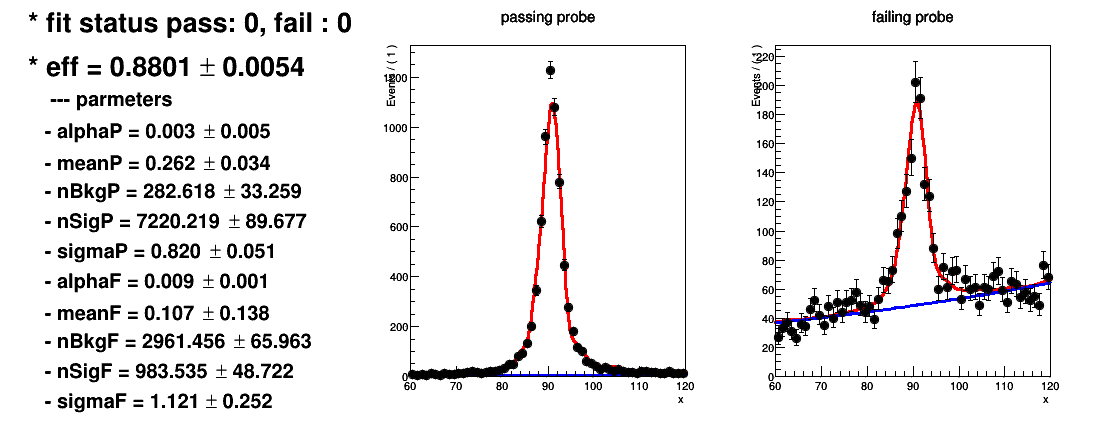 * fit status pass: 0, fail : 0
* eff = 0.8801 ± 0.0054
--- parmeters
- alphaP = 0.003 ± 0.005
- meanP = 0.262 ± 0.034
- nBkgP = 282.618 ± 33.259
- nSigP = 7220.219 ± 89.677
- sigmaP = 0.820 ± 0.051
- alphaF = 0.009 ± 0.001
- meanF = 0.107 ± 0.138
- nBkgF = 2961.456 ± 65.963
- nSigF = 983.535 ± 48.722
- sigmaF = 1.121 ± 0.252
passing probe
Events / ( 1 )
1200
1000
800
600
400
200
0
60 70 80 90 100 110 120
x
failing probe
Events / ( 1 )
220
200
180
160
140
120
100
80
60
40
20
0
60 70 80 90 100 110 120
x